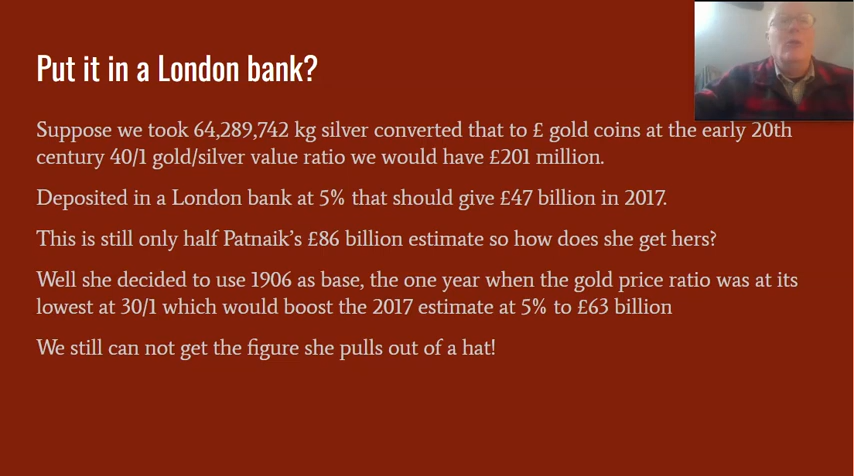 Put it in a London bank?
Suppose we took 64,289,742 kg silver converted that to £ gold coins at the early 20th
century 40/1 gold/silver value ratio we would have £201 million.
Deposited in a London bank at 5% that should give £47 billion in 2017.
This is still only half Patnaik's £86 billion estimate so how does she get hers?
Well she decided to use 1906 as base, the one year when the gold price ratio was at its
lowest at 30/1 which would boost the 2017 estimate at 5% to £63 billion
We still can not get the figure she pulls out of a hat!